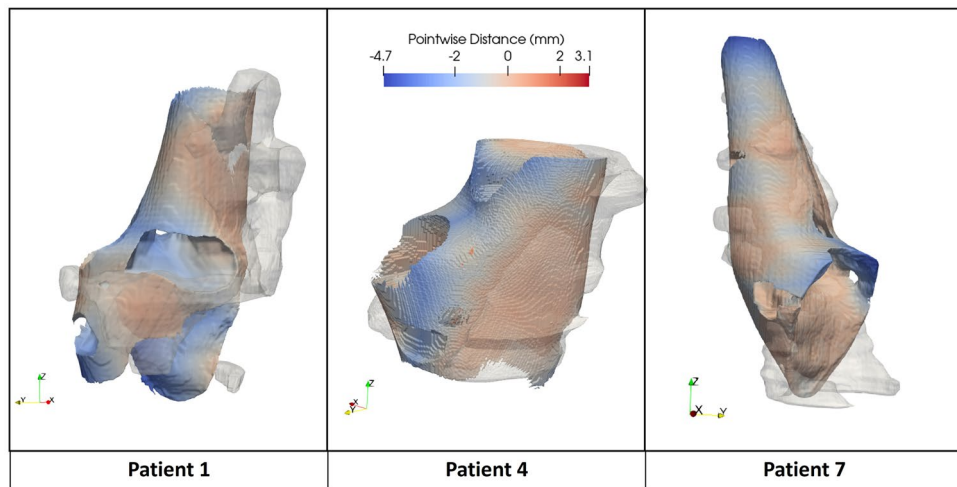 Pointwise Distance (mm)
-4.7 -2 0 2 3.1
Z
Y X
Z
X
Y
Z
X Y
Patient 1 Patient 4 Patient 7